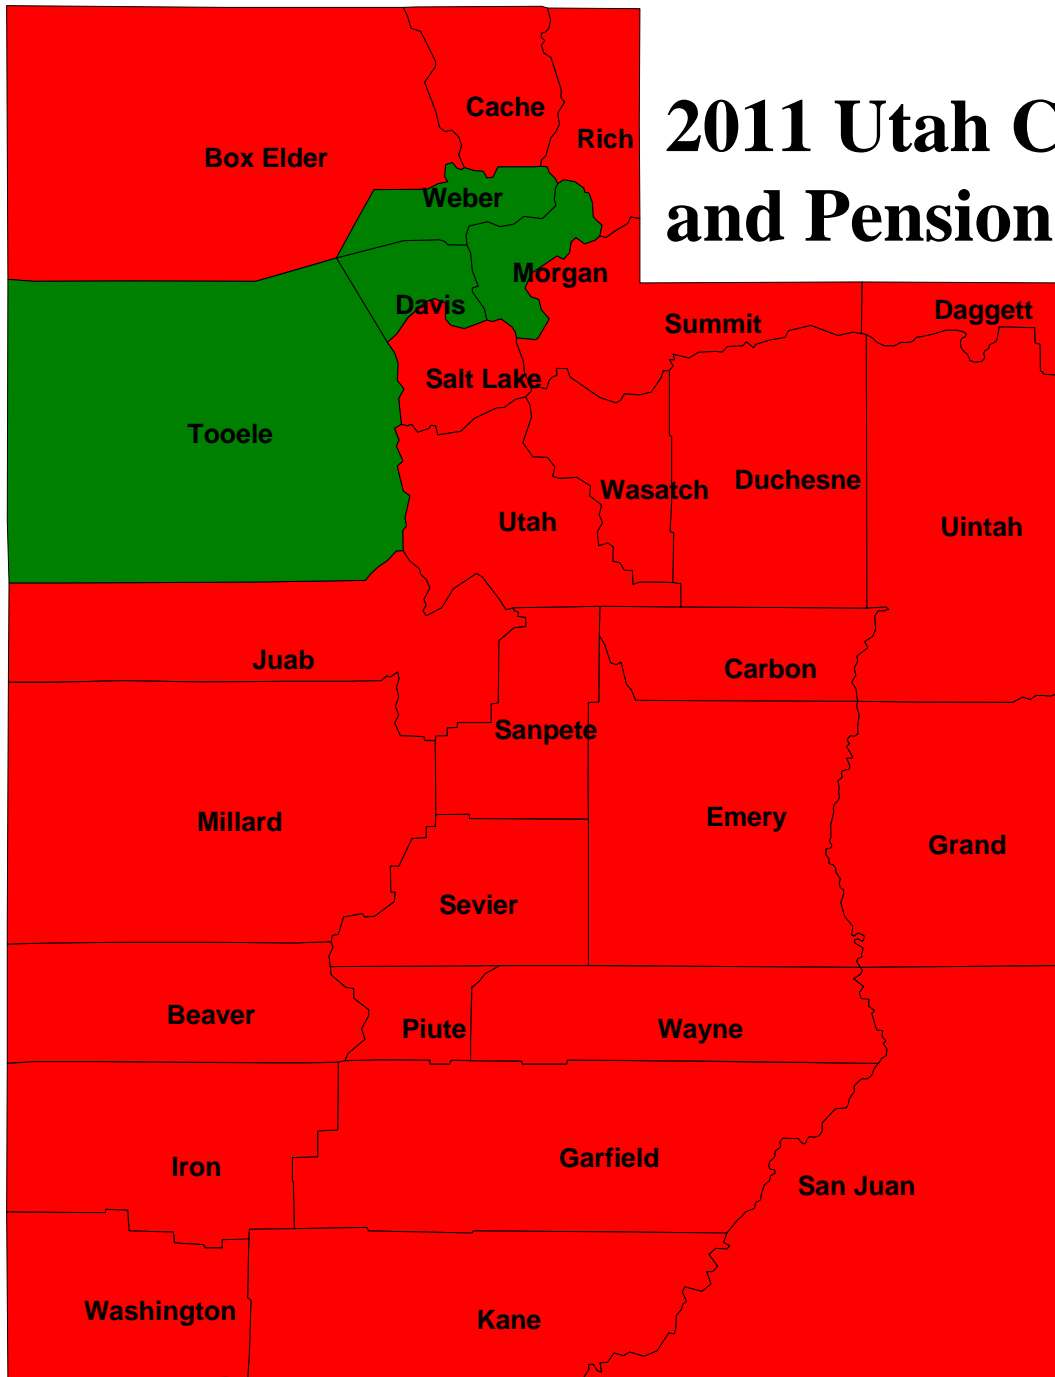 2011 Utah C
and Pension
Cache
Rich
Box Elder
Weber
Morgan
Davis
Summit
Daggett
Salt Lake
Tooele
Wasatch
Duchesne
Utah
Uintah
Juab
Carbon
Sanpete
Millard
Emery
Grand
Sevier
Beaver
Piute
Wayne
Iron
Garfield
San Juan
Washington
Kane